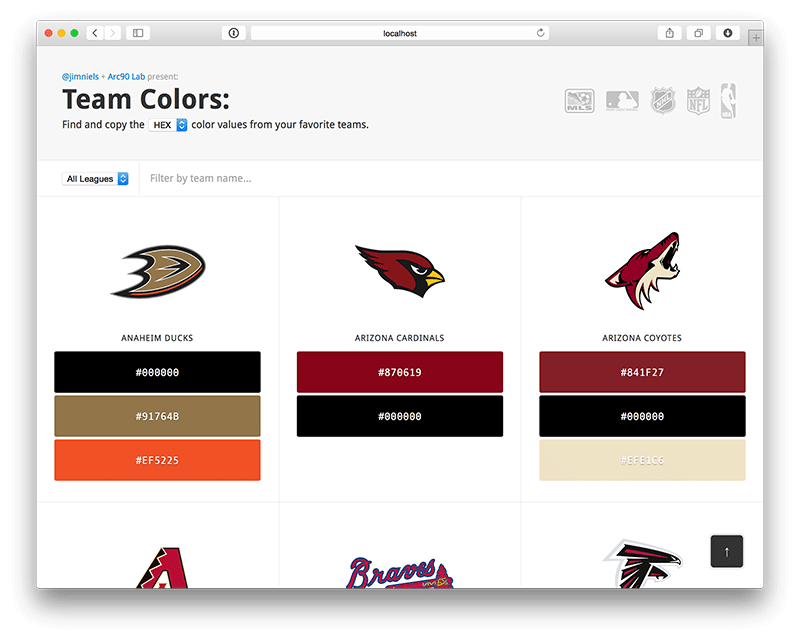 localhost
@jimniels + Arc90 Lab present:
Team Colors:
Find and copy the HEX color values from your favorite teams.
MLS NHL NFL NBA
All Leagues Filter by team name...
ANAHEIM DUCKS ARIZONA CARDINALS ARIZONA COYOTES
#000000 #870619 #841F27
#91764B #000000 #000000
#EF5225 #EFE1C6
A Braves
↑